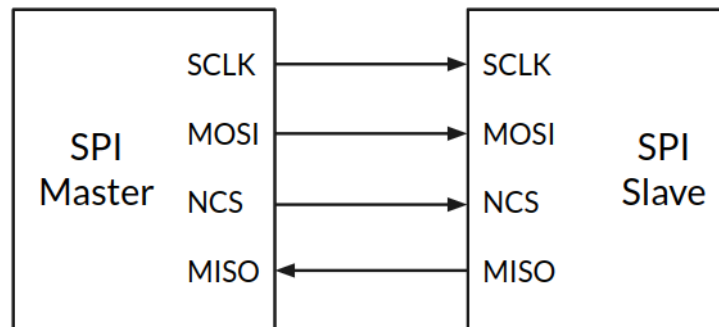 SPI
Master
SCLK
MOSI
NCS
MISO
SCLK
MOSI
NCS
MISO
SPI
Slave